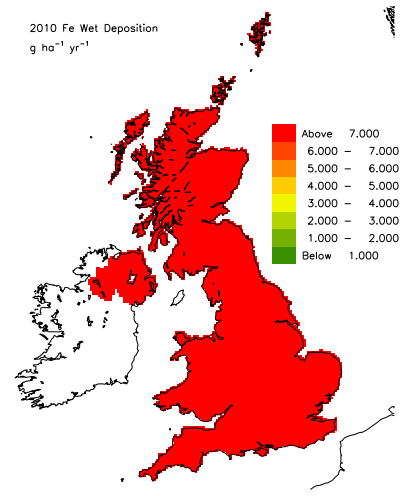 2010 Fe Wet Deposition
g ha⁻¹ yr⁻¹
Above 7.000
6.000 – 7.000
5.000 – 6.000
4.000 – 5.000
3.000 – 4.000
2.000 – 3.000
1.000 – 2.000
Below 1.000